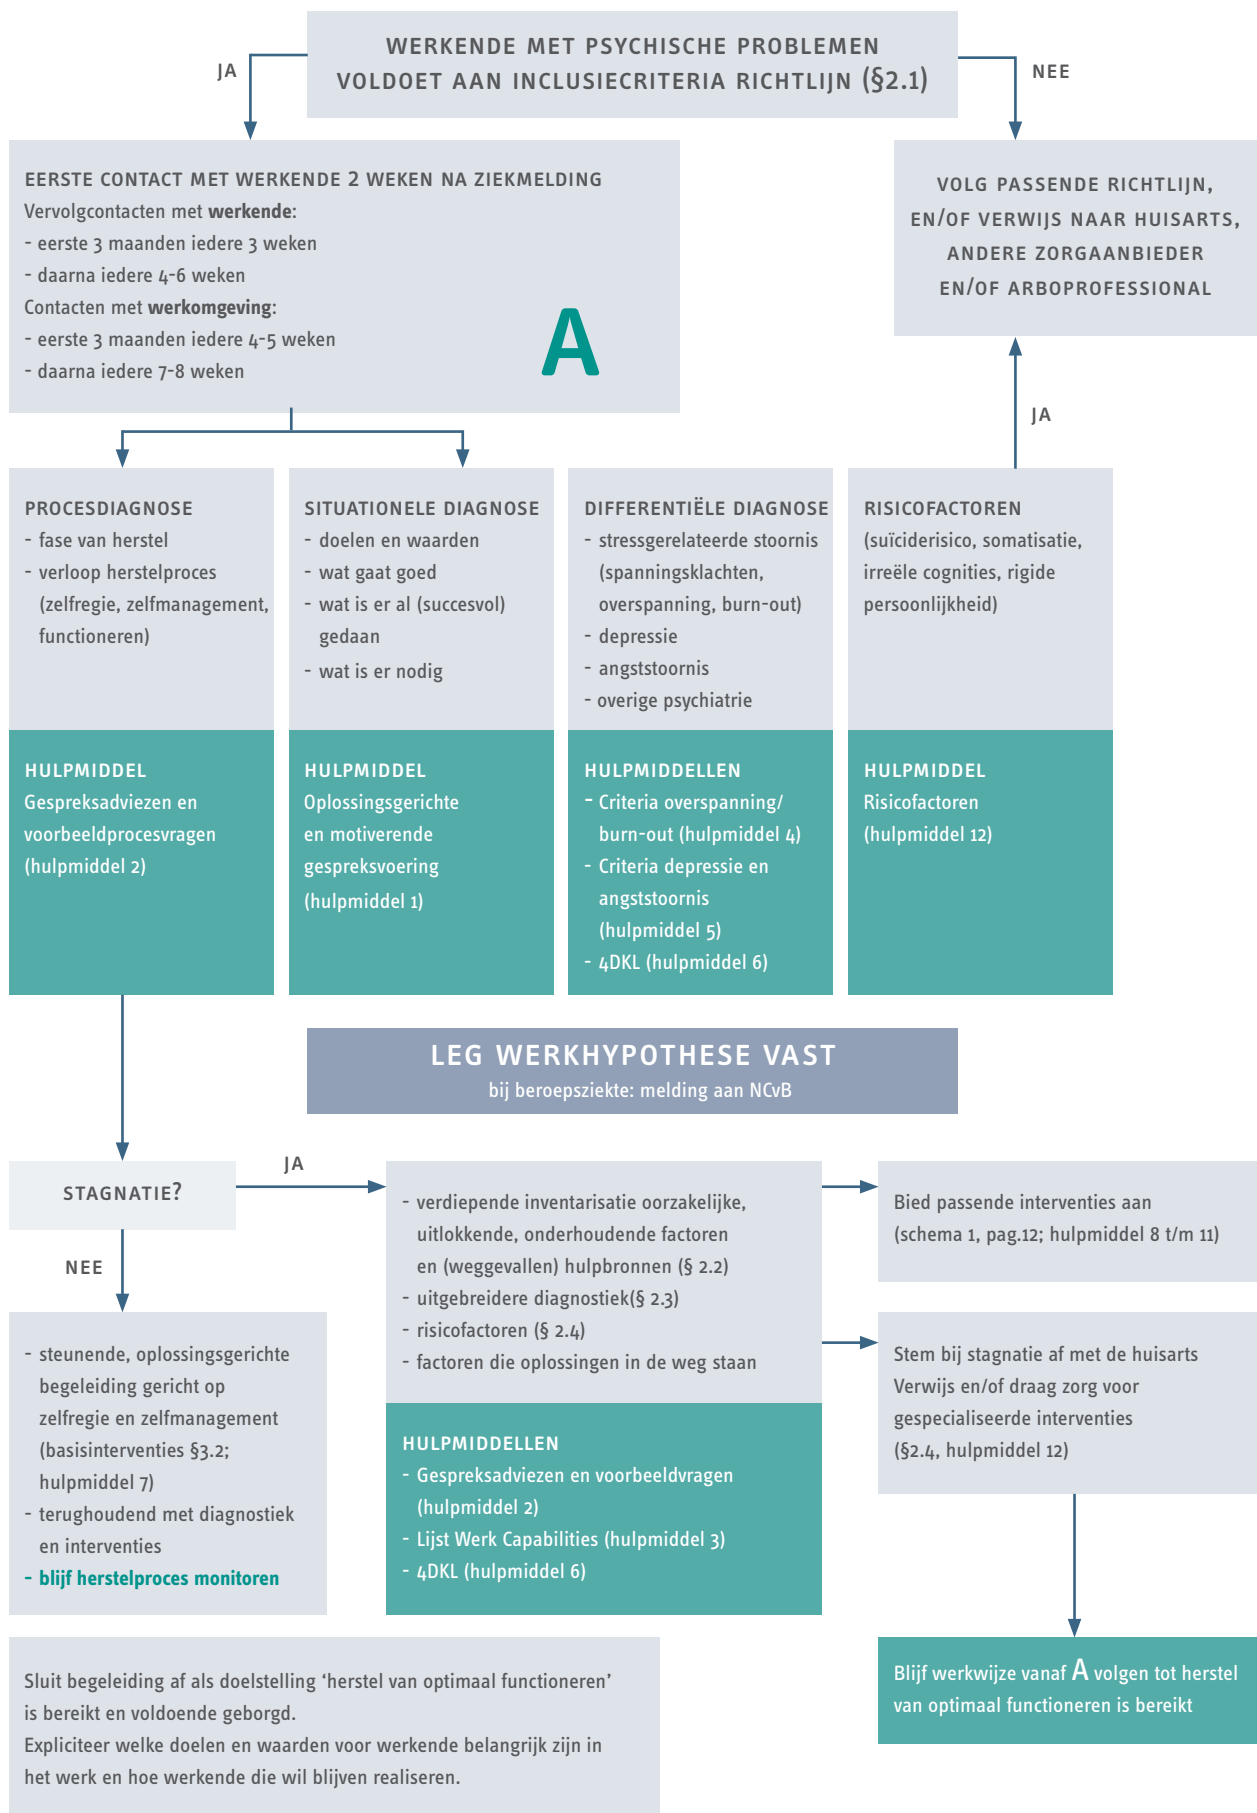 WERKENDE MET PSYCHISCHE PROBLEMEN
VOLDOET AAN INCLUSIECRITERIA RICHTLIJN (§2.1)
JA
NEE
EERSTE CONTACT MET WERKENDE 2 WEKEN NA ZIEKMELDING
Vervolgcontacten met werkende:
- eerste 3 maanden iedere 3 weken
- daarna iedere 4-6 weken
Contacten met werkomgeving:
- eerste 3 maanden iedere 4-5 weken
- daarna iedere 7-8 weken
A
VOLG PASSENDE RICHTLIJN,
EN/OF VERWIJS NAAR HUISARTS,
ANDERE ZORGAANBIEDER
EN/OF ARBOPROFESSIONAL
JA
PROCESDIAGNOSE
- fase van herstel
- verloop herstelproces
(zelfregie, zelfmanagement,
functioneren)
HULPMIDDEL
Gespreksadviezen en
voorbeeldprocesvragen
(hulpmiddel 2)
SITUATIONELE DIAGNOSE
- doelen en waarden
- wat gaat goed
- wat is er al (succesvol)
gedaan
- wat is er nodig
HULPMIDDEL
Oplossingsgerichte
en motiverende
gespreksvoering
(hulpmiddel 1)
DIFFERENTIËLE DIAGNOSE
- stressgerelateerde stoornis
(spanningsklachten,
overspanning, burn-out)
- depressie
- angststoornis
- overige psychiatrie
HULPMIDDELLEN
- Criteria overspanning/
burn-out (hulpmiddel 4)
- Criteria depressie en
angststoornis
(hulpmiddel 5)
- 4DKL (hulpmiddel 6)
RISICOFACTOREN
(suïciderisico, somatisatie,
irreële cognities, rigide
persoonlijkheid)
HULPMIDDEL
Risicofactoren
(hulpmiddel 12)
LEG WERKHYPOTHESE VAST
bij beroepsziekte: melding aan NCvB
STAGNATIE?
JA
NEE
- verdiepende inventarisatie oorzakelijke,
uitlokkende, onderhoudende factoren
en (weggevallen) hulpbronnen (§ 2.2)
- uitgebreidere diagnostiek(§ 2.3)
- risicofactoren (§ 2.4)
- factoren die oplossingen in de weg staan
HULPMIDDELLEN
- Gespreksadviezen en voorbeeldvragen
(hulpmiddel 2)
- Lijst Werk Capabilities (hulpmiddel 3)
- 4DKL (hulpmiddel 6)
Bied passende interventies aan
(schema 1, pag.12; hulpmiddel 8 t/m 11)
Stem bij stagnatie af met de huisarts
Verwijs en/of draag zorg voor
gespecialiseerde interventies
(§2.4, hulpmiddel 12)
- steunende, oplossingsgerichte
begeleiding gericht op
zelfregie en zelfmanagement
(basisinterventies §3.2;
hulpmiddel 7)
- terughoudend met diagnostiek
en interventies
- blijf herstelproces monitoren
Blijf werkwijze vanaf A volgen tot herstel
van optimaal functioneren is bereikt
Sluit begeleiding af als doelstelling ‘herstel van optimaal functioneren’
is bereikt en voldoende geborgd.
Expliciteer welke doelen en waarden voor werkende belangrijk zijn in
het werk en hoe werkende die wil blijven realiseren.